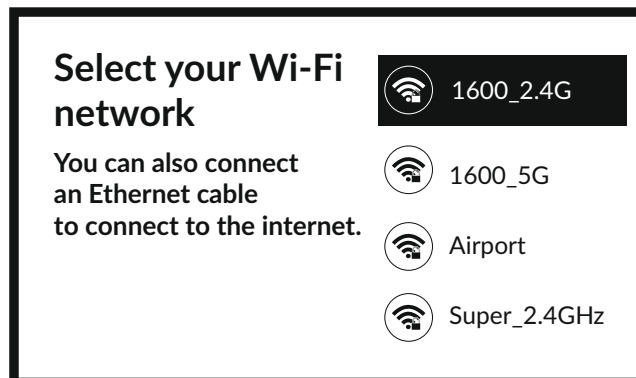 Select your Wi-Fi
network
You can also connect
an Ethernet cable
to connect to the internet.
1600_2.4G
1600_5G
Airport
Super_2.4GHz